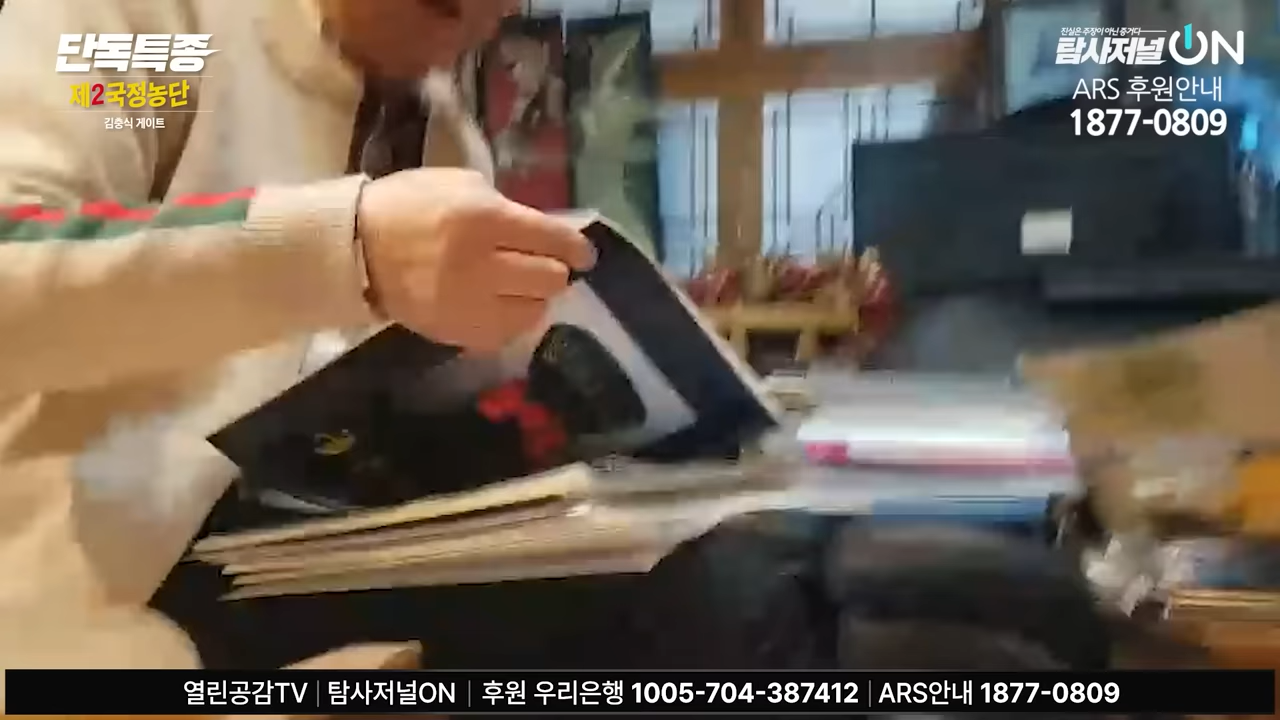 단독특종
제2국정농단
김충식 게이트
진실은 주장이 아닌 증거다
탐사저널ON
ARS 후원안내
1877-0809
열린공감TV | 탐사저널ON | 후원 우리은행 1005-704-387412 | ARS안내 1877-0809